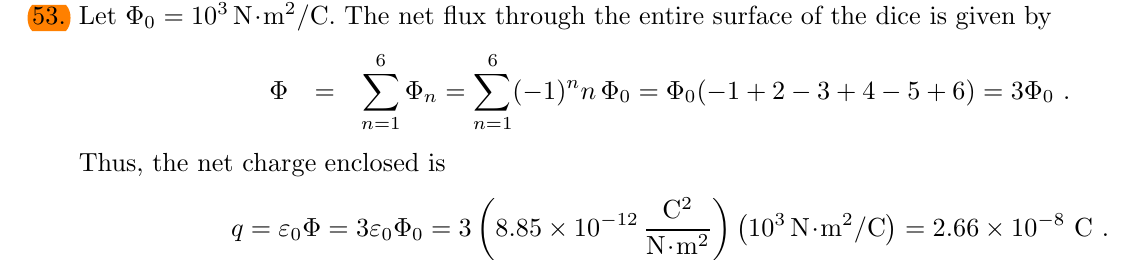 53. Let Φ₀ = 10³ N·m²/C. The net flux through the entire surface of the dice is given by
Φ = ∑_{n=1}^{6} Φₙ = ∑_{n=1}^{6} (−1)ⁿ n Φ₀ = Φ₀(−1 + 2 − 3 + 4 − 5 + 6) = 3Φ₀ .
Thus, the net charge enclosed is
q = ε₀Φ = 3ε₀Φ₀ = 3 (8.85 × 10⁻¹² C²/N·m²) (10³ N·m²/C) = 2.66 × 10⁻⁸ C .